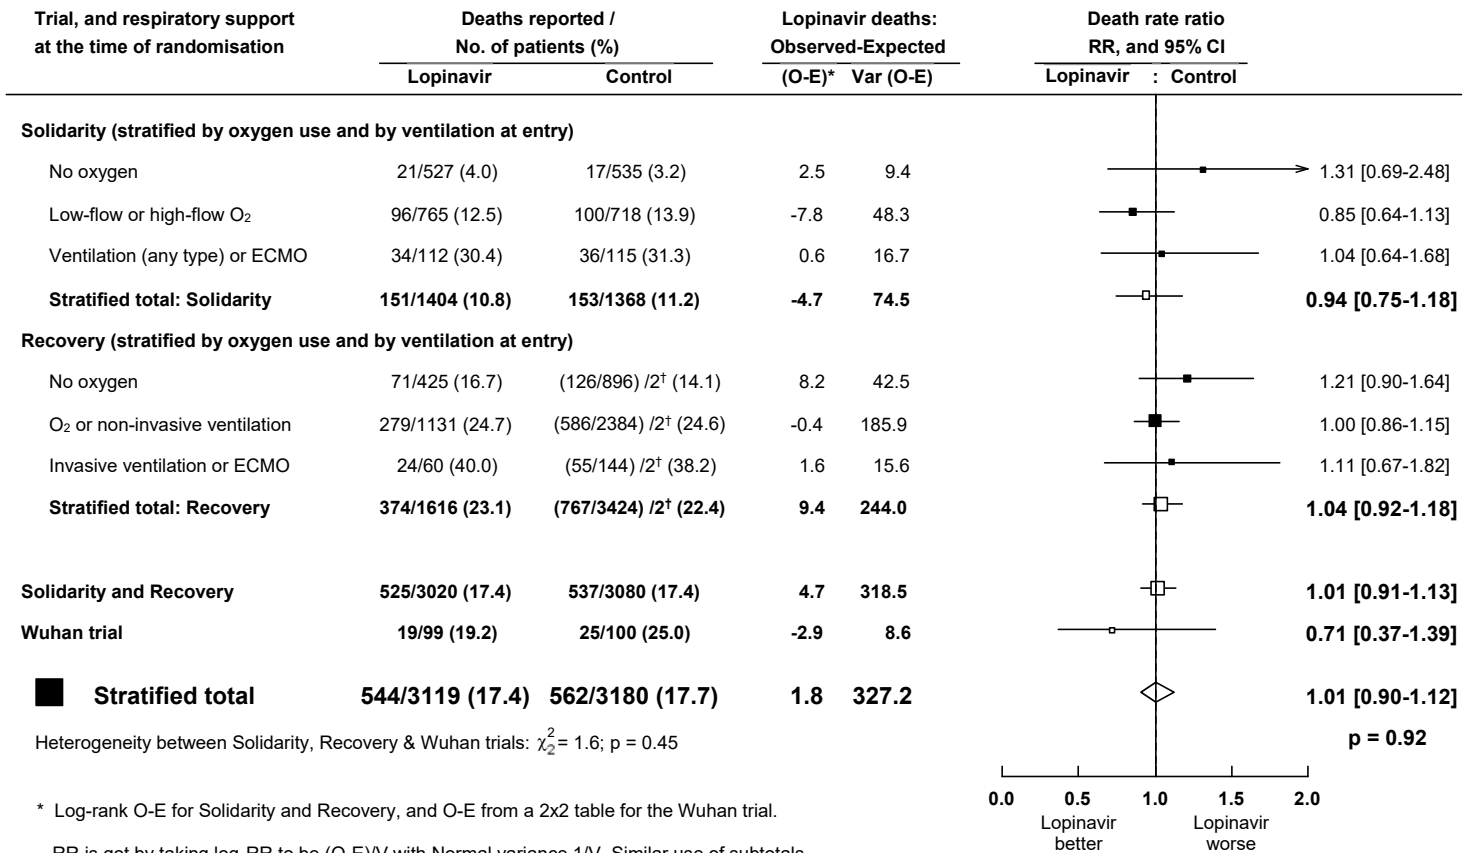 Trial, and respiratory support Deaths reported / Lopinavir deaths: Death rate ratio
at the time of randomisation No. of patients (%) Observed-Expected RR, and 95% CI
Lopinavir Control (O-E)* Var (O-E) Lopinavir : Control
Solidarity (stratified by oxygen use and by ventilation at entry)
No oxygen 21/527 (4.0) 17/535 (3.2) 2.5 9.4 1.31 [0.69-2.48]
Low-flow or high-flow O₂ 96/765 (12.5) 100/718 (13.9) -7.8 48.3 0.85 [0.64-1.13]
Ventilation (any type) or ECMO 34/112 (30.4) 36/115 (31.3) 0.6 16.7 1.04 [0.64-1.68]
Stratified total: Solidarity 151/1404 (10.8) 153/1368 (11.2) -4.7 74.5 0.94 [0.75-1.18]
Recovery (stratified by oxygen use and by ventilation at entry)
No oxygen 71/425 (16.7) (126/896) /2† (14.1) 8.2 42.5 1.21 [0.90-1.64]
O₂ or non-invasive ventilation 279/1131 (24.7) (586/2384) /2† (24.6) -0.4 185.9 1.00 [0.86-1.15]
Invasive ventilation or ECMO 24/60 (40.0) (55/144) /2† (38.2) 1.6 15.6 1.11 [0.67-1.82]
Stratified total: Recovery 374/1616 (23.1) (767/3424) /2† (22.4) 9.4 244.0 1.04 [0.92-1.18]
Solidarity and Recovery 525/3020 (17.4) 537/3080 (17.4) 4.7 318.5 1.01 [0.91-1.13]
Wuhan trial 19/99 (19.2) 25/100 (25.0) -2.9 8.6 0.71 [0.37-1.39]
Stratified total 544/3119 (17.4) 562/3180 (17.7) 1.8 327.2 1.01 [0.90-1.12]
Heterogeneity between Solidarity, Recovery & Wuhan trials: χ²₂ = 1.6; p = 0.45 p = 0.92
0.0 0.5 1.0 1.5 2.0
* Log-rank O-E for Solidarity and Recovery, and O-E from a 2x2 table for the Wuhan trial.
Lopinavir Lopinavir
better worse
RR is got by taking log RR to be (O-E)/V with Normal variance 1/V. Similar use of subtotals